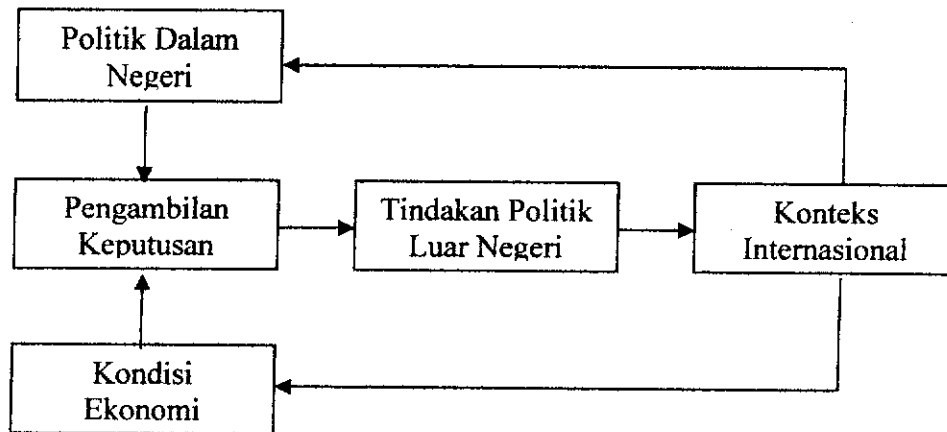 Politik Dalam
Negeri
Pengambilan
Keputusan
Tindakan Politik
Luar Negeri
Konteks
Internasional
Kondisi
Ekonomi